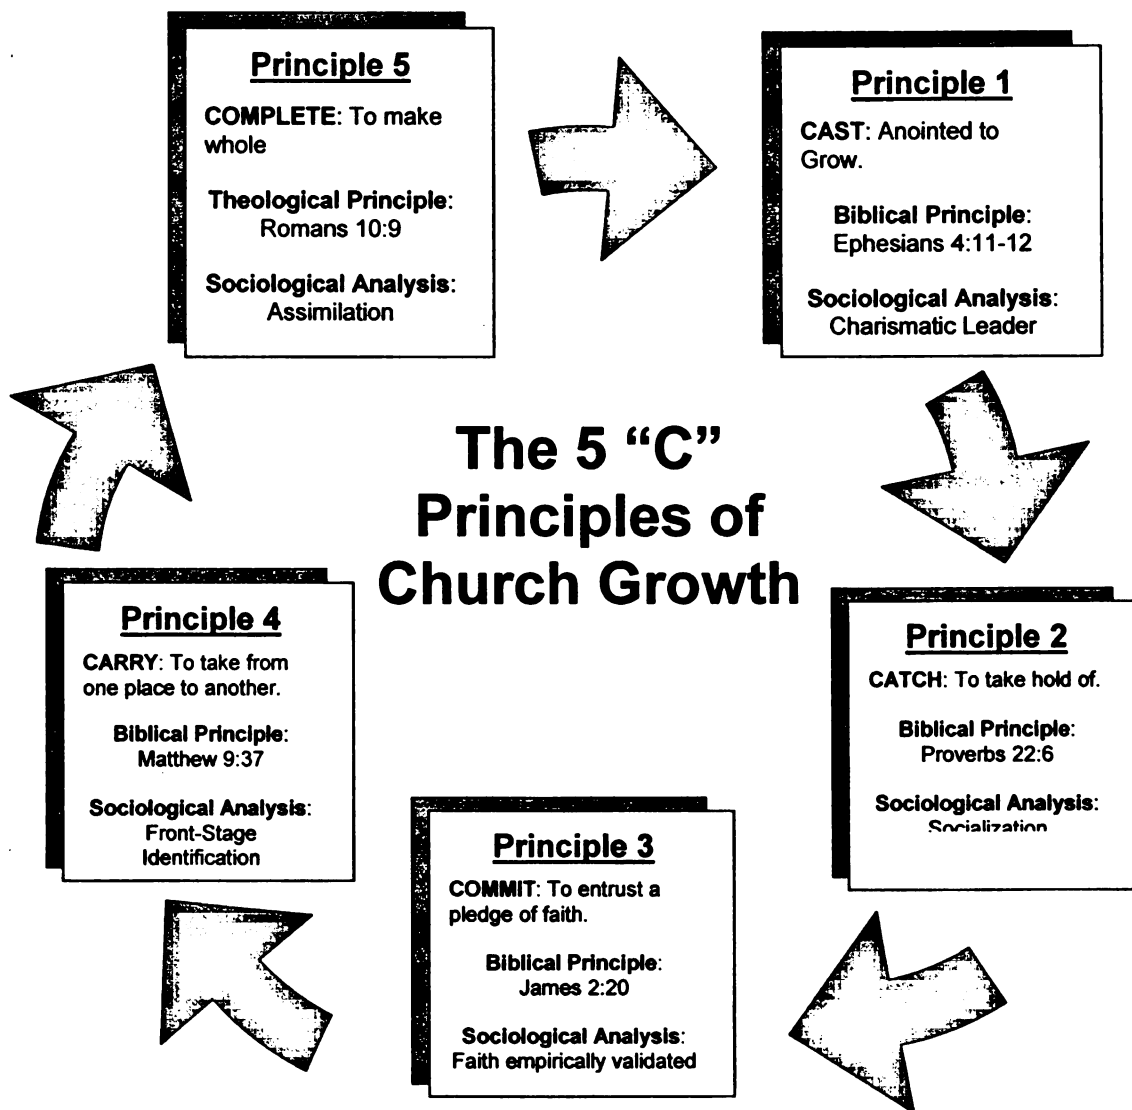 The 5 “C”
Principles of
Church Growth
Principle 1
CAST: Anointed to
Grow.
Biblical Principle:
Ephesians 4:11-12
Sociological Analysis:
Charismatic Leader
Principle 2
CATCH: To take hold of.
Biblical Principle:
Proverbs 22:6
Sociological Analysis:
Socialization
Principle 3
COMMIT: To entrust a
pledge of faith.
Biblical Principle:
James 2:20
Sociological Analysis:
Faith empirically validated
Principle 4
CARRY: To take from
one place to another.
Biblical Principle:
Matthew 9:37
Sociological Analysis:
Front-Stage
Identification
Principle 5
COMPLETE: To make
whole
Theological Principle:
Romans 10:9
Sociological Analysis:
Assimilation